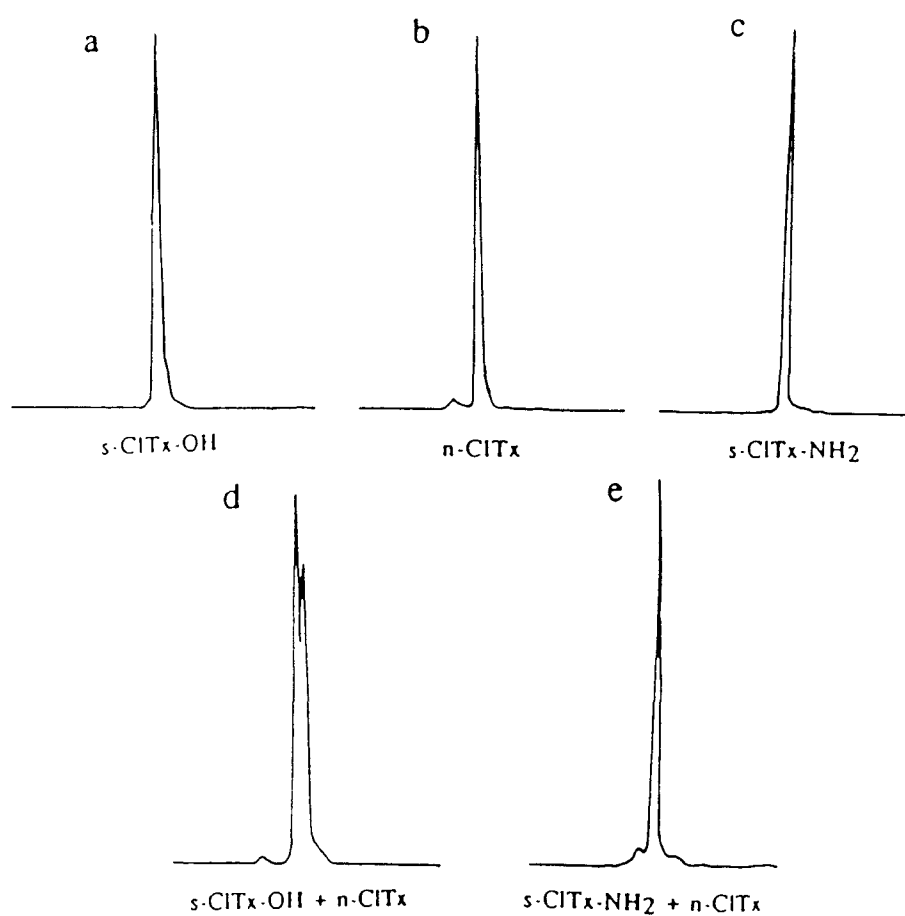 a
b
c
s-ClTx-OH
n-ClTx
s-ClTx-NH2
d
e
s-ClTx-OH + n-ClTx
s-ClTx-NH2 + n-ClTx